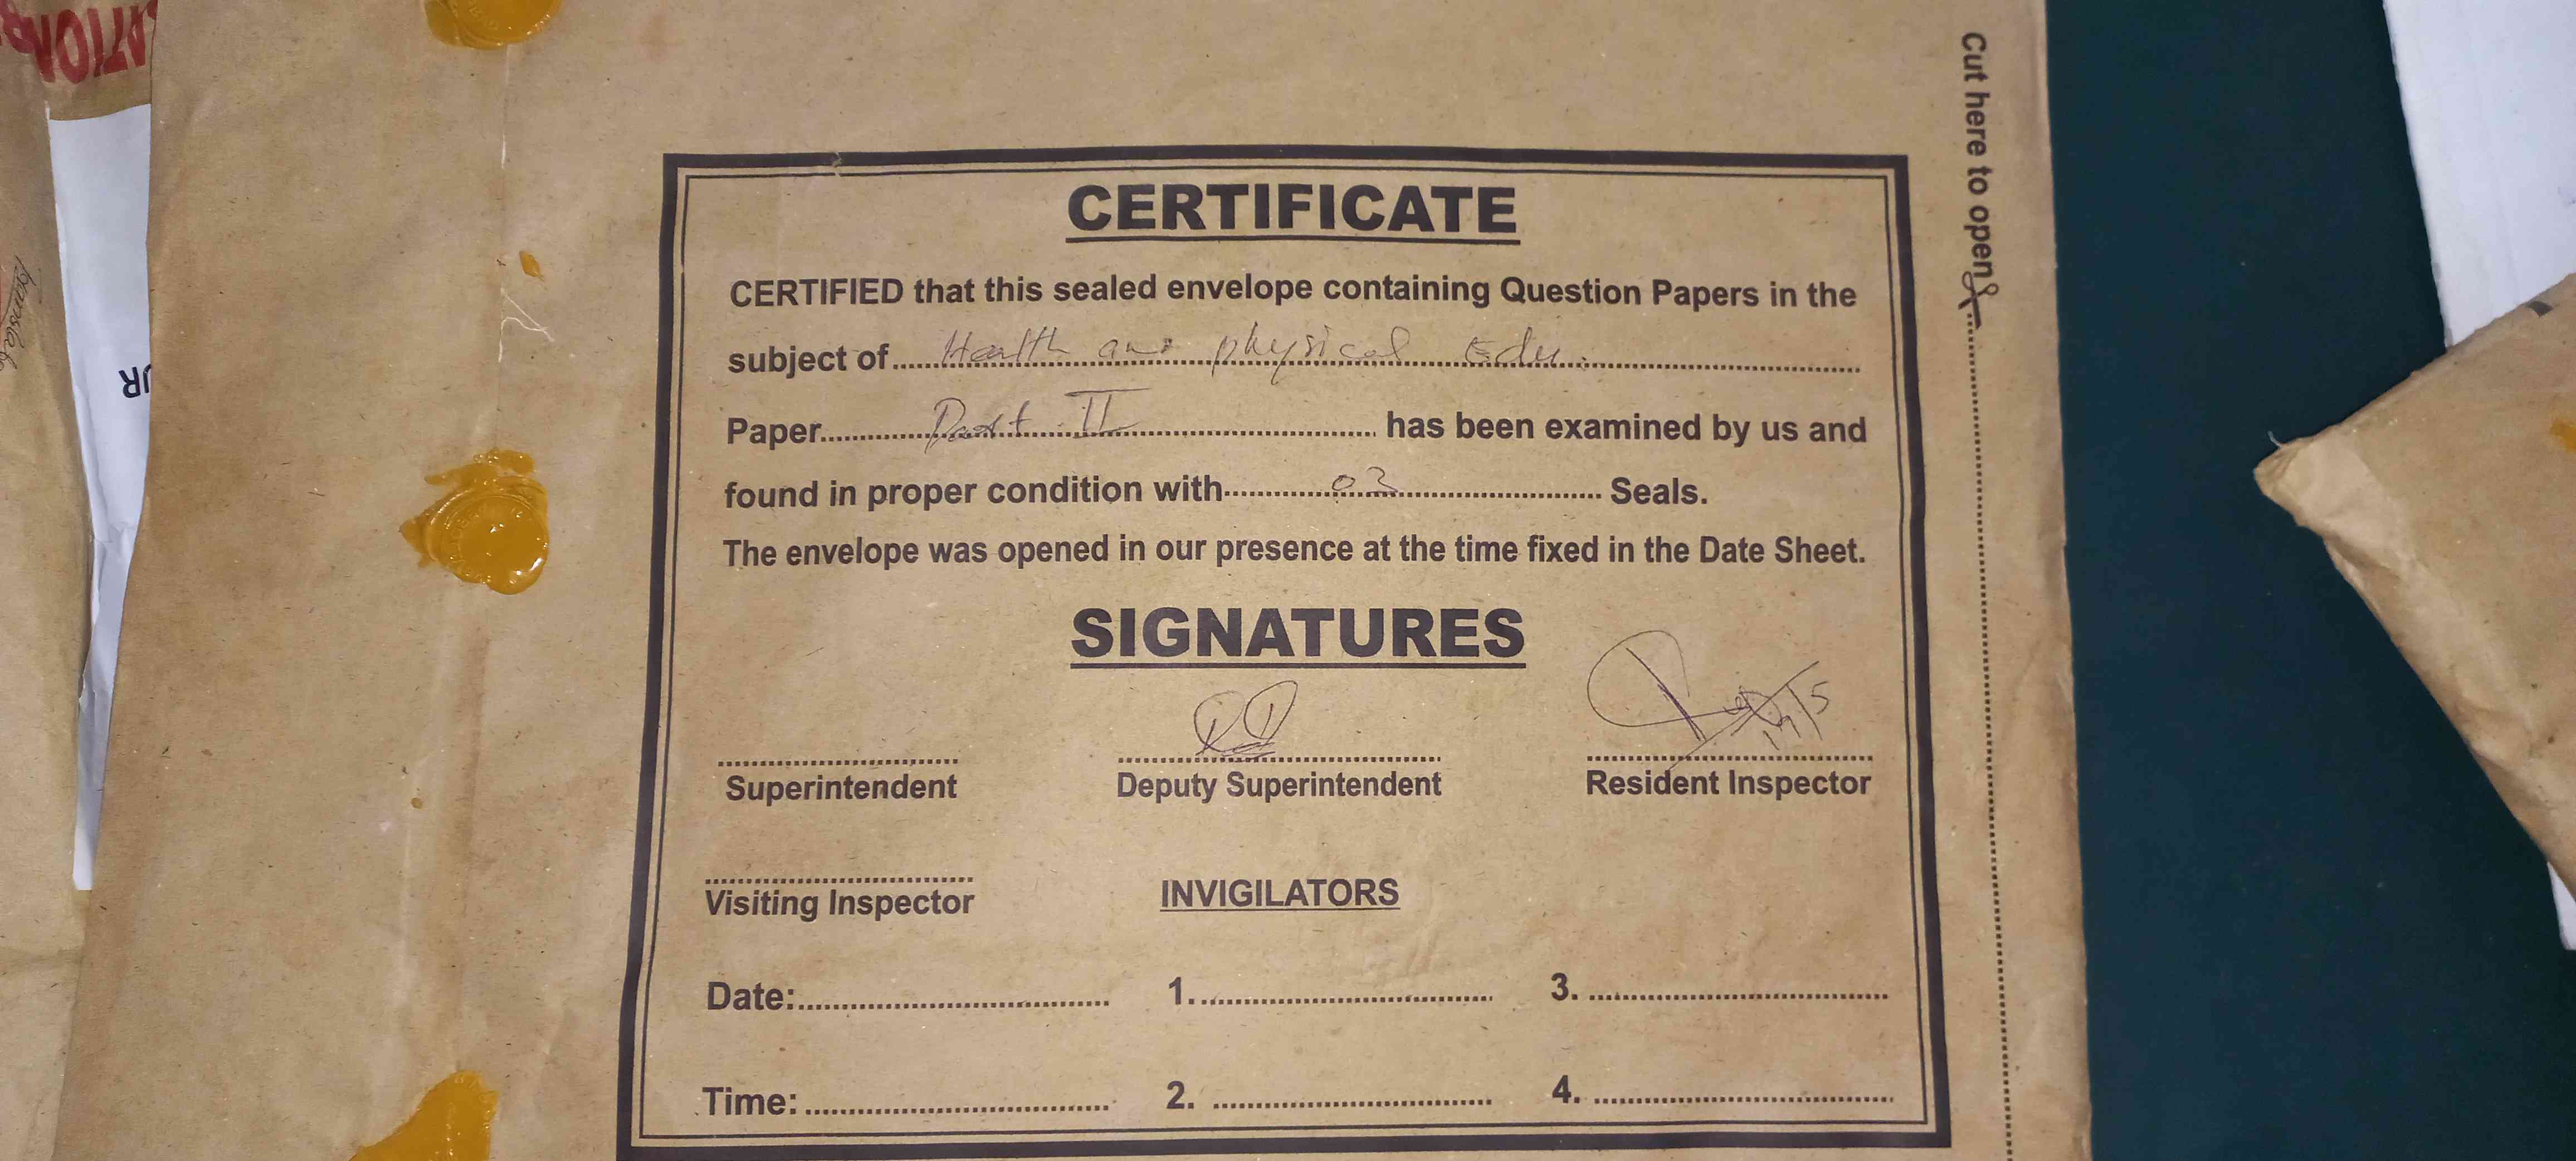 CERTIFICATE
CERTIFIED that this sealed envelope containing Question Papers in the
subject of Health and physical Edu.
Paper Part II has been examined by us and
found in proper condition with 03 Seals.
The envelope was opened in our presence at the time fixed in the Date Sheet.
SIGNATURES
Superintendent Deputy Superintendent Resident Inspector
Visiting Inspector INVIGILATORS
Date: 1. 3.
Time: 2. 4.
Cut here to open